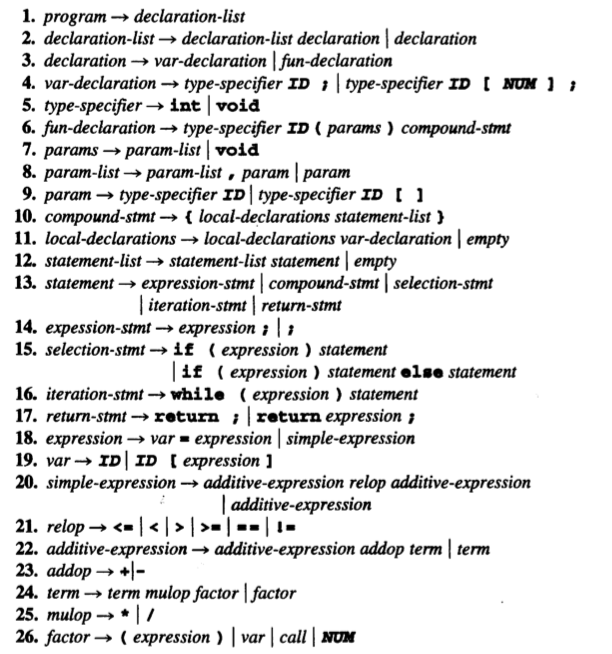 1. program → declaration-list
2. declaration-list → declaration-list declaration | declaration
3. declaration → var-declaration | fun-declaration
4. var-declaration → type-specifier ID ; | type-specifier ID [ NUM ] ;
5. type-specifier → int | void
6. fun-declaration → type-specifier ID ( params ) compound-stmt
7. params → param-list | void
8. param-list → param-list , param | param
9. param → type-specifier ID | type-specifier ID [ ]
10. compound-stmt → { local-declarations statement-list }
11. local-declarations → local-declarations var-declaration | empty
12. statement-list → statement-list statement | empty
13. statement → expression-stmt | compound-stmt | selection-stmt
| iteration-stmt | return-stmt
14. expession-stmt → expression ; | ;
15. selection-stmt → if ( expression ) statement
| if ( expression ) statement else statement
16. iteration-stmt → while ( expression ) statement
17. return-stmt → return ; | return expression ;
18. expression → var = expression | simple-expression
19. var → ID | ID [ expression ]
20. simple-expression → additive-expression relop additive-expression
| additive-expression
21. relop → <= | < | > | >= | == | !=
22. additive-expression → additive-expression addop term | term
23. addop → + | -
24. term → term mulop factor | factor
25. mulop → * | /
26. factor → ( expression ) | var | call | NUM